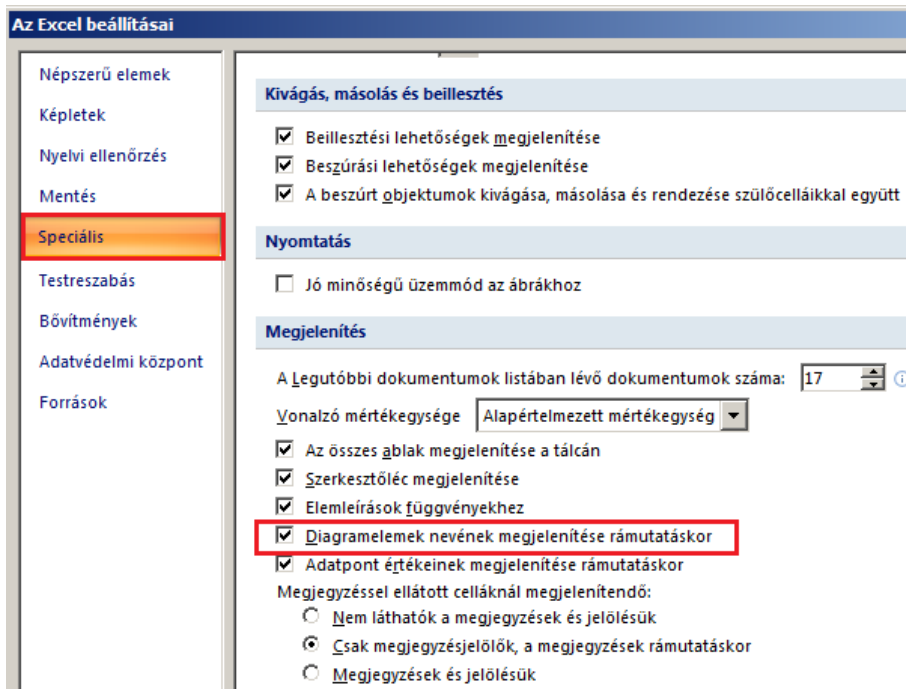 Az Excel beállításai
Népszerű elemek
Képletek
Nyelvi ellenőrzés
Mentés
Speciális
Testreszabás
Bővítmények
Adatvédelmi központ
Források
Kivágás, másolás és beillesztés
Beillesztési lehetőségek megjelenítése
Beszúrási lehetőségek megjelenítése
A beszúrt objektumok kivágása, másolása és rendezése szülőcelláikkal együtt
Nyomtatás
Jó minőségű üzemmód az ábrákhoz
Megjelenítés
A Legutóbbi dokumentumok listában lévő dokumentumok száma: 17
Vonalzó mértékegysége Alapértelmezett mértékegység
Az összes ablak megjelenítése a tálcán
Szerkesztőléc megjelenítése
Elemleírások függvényekhez
Diagramelemek nevének megjelenítése rámutatáskor
Adatpont értékeinek megjelenítése rámutatáskor
Megjegyzéssel ellátott celláknál megjelenítendő:
Nem láthatók a megjegyzések és jelölésük
Csak megjegyzésjelölők, a megjegyzések rámutatáskor
Megjegyzések és jelölésük